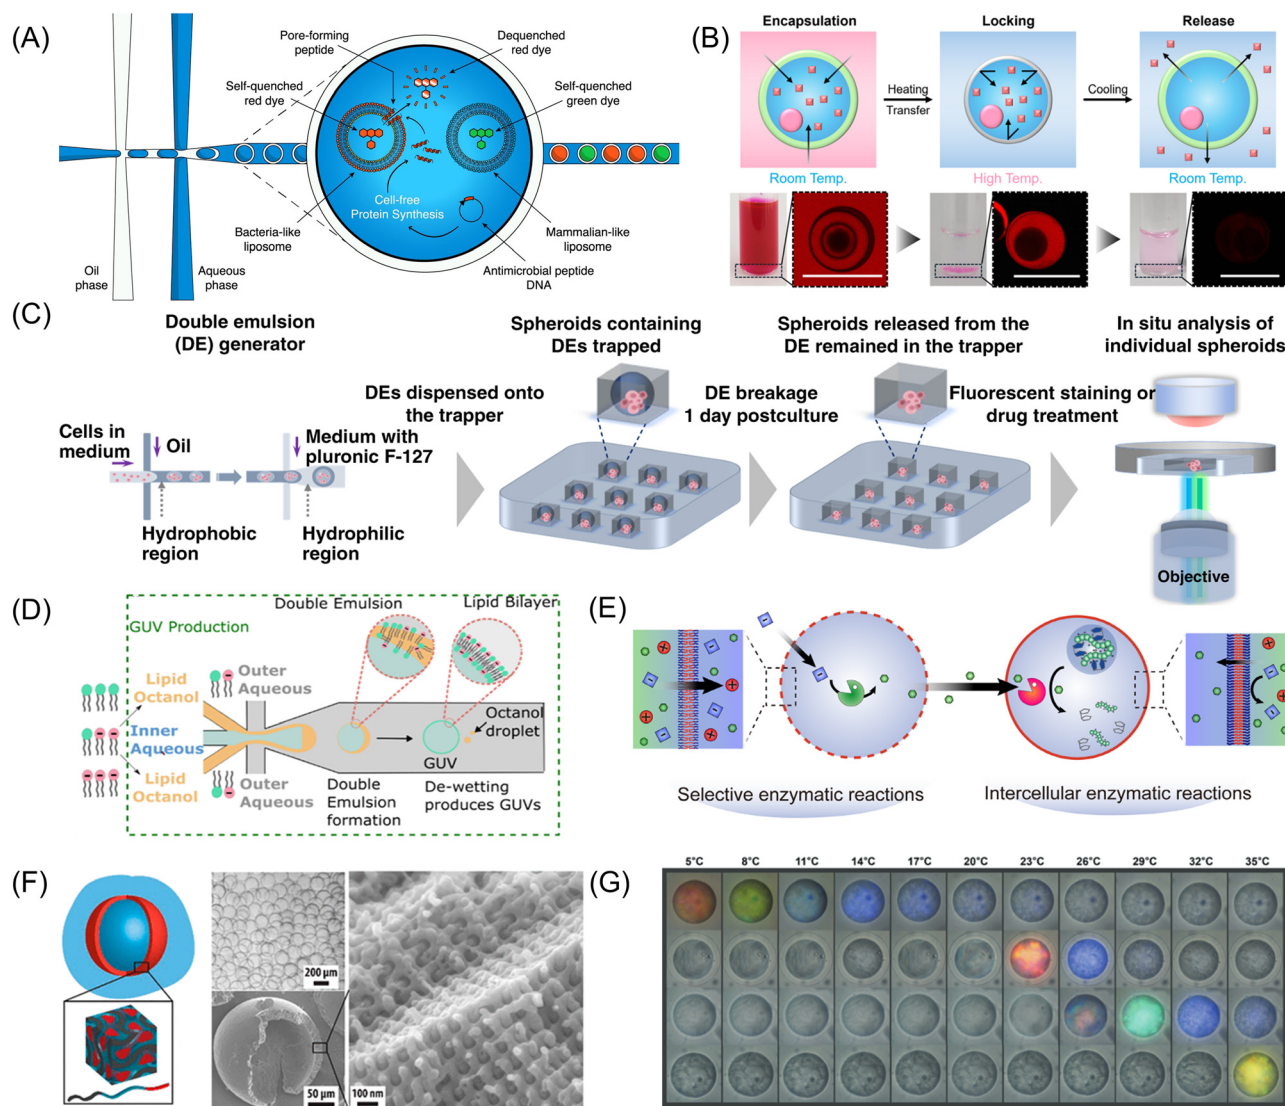 (A)
Pore-forming
peptide
Dequenched
red dye
Self-quenched
red dye
Self-quenched
green dye
Cell-free
Protein Synthesis
Bacteria-like
liposome
Mammalian-like
liposome
Oil
phase
Aqueous
phase
Antimicrobial peptide
DNA
(B)
Encapsulation
Locking
Release
Heating
Transfer
Cooling
Room Temp.
High Temp.
Room Temp.
(C)
Double emulsion
(DE) generator
Spheroids containing
DEs trapped
Spheroids released from the
DE remained in the trapper
In situ analysis of
individual spheroids
DEs dispensed onto
the trapper
DE breakage
1 day postculture
Fluorescent staining or
drug treatment
Cells in
medium
Oil
Medium with
pluronic F-127
Hydrophobic
region
Hydrophilic
region
Objective
(D)
GUV Production
Double Emulsion
Lipid Bilayer
Lipid
Octanol
Outer
Aqueous
Inner
Aqueous
Lipid
Octanol
Outer
Aqueous
Octanol
droplet
GUV
Double
Emulsion
formation
De-wetting
produces GUVs
(E)
Selective enzymatic reactions
Intercellular enzymatic reactions
(F)
200 µm
50 µm
100 nm
(G)
5°C 8°C 11°C 14°C 17°C 20°C 23°C 26°C 29°C 32°C 35°C